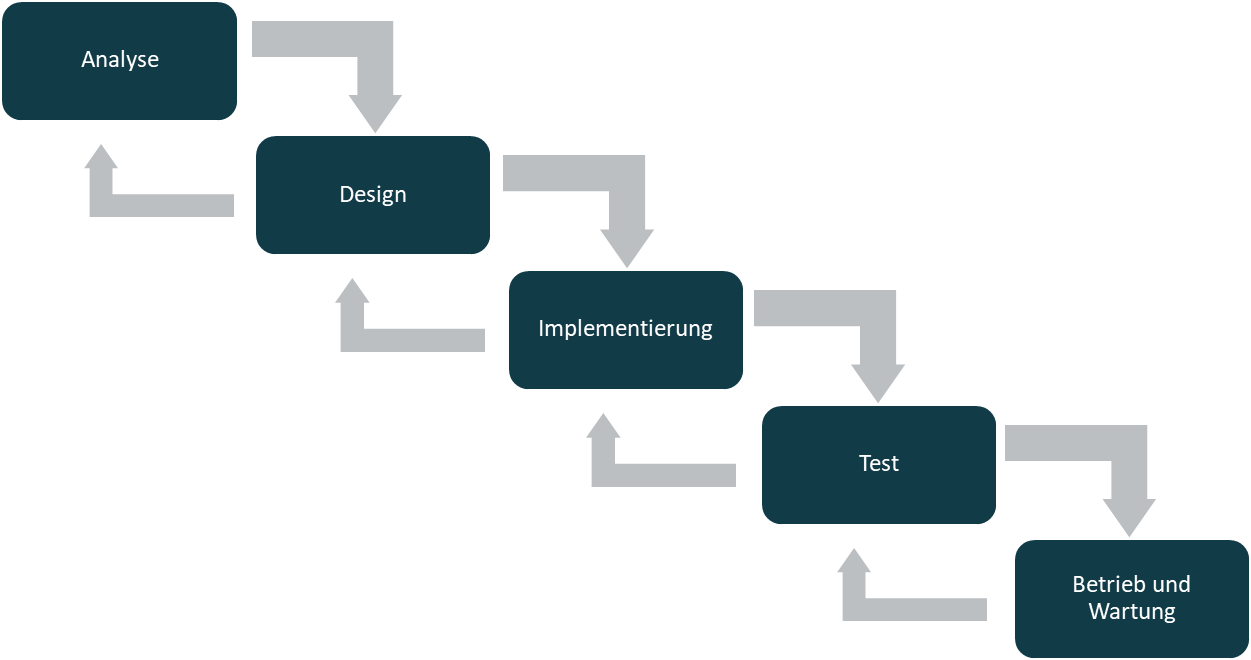 Analyse
Design
Implementierung
Test
Betrieb und
Wartung